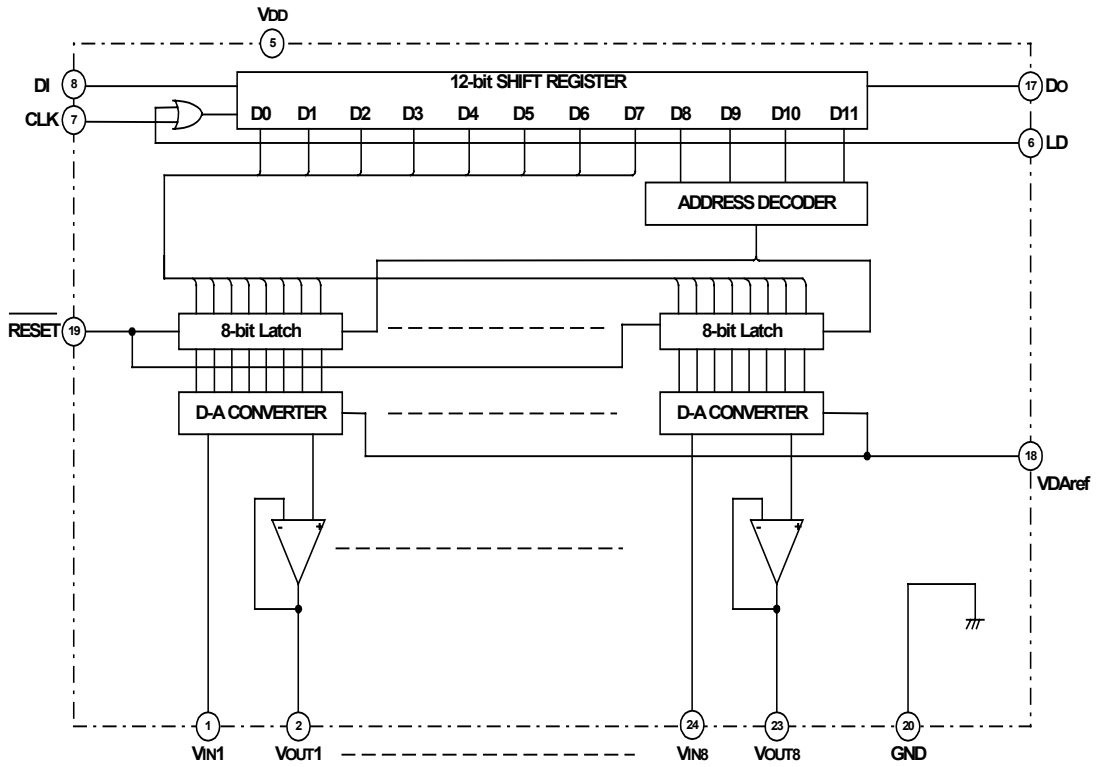 VDD
5
DI 8
12-bit SHIFT REGISTER
17 DO
CLK 7
D0 D1 D2 D3 D4 D5 D6 D7 D8 D9 D10 D11
6 LD
ADDRESS DECODER
RESET 19
8-bit Latch
8-bit Latch
D-A CONVERTER
D-A CONVERTER
18
VDAref
- +
- +
1 2 24 23 20
VIN1 VOUT1 VIN8 VOUT8 GND